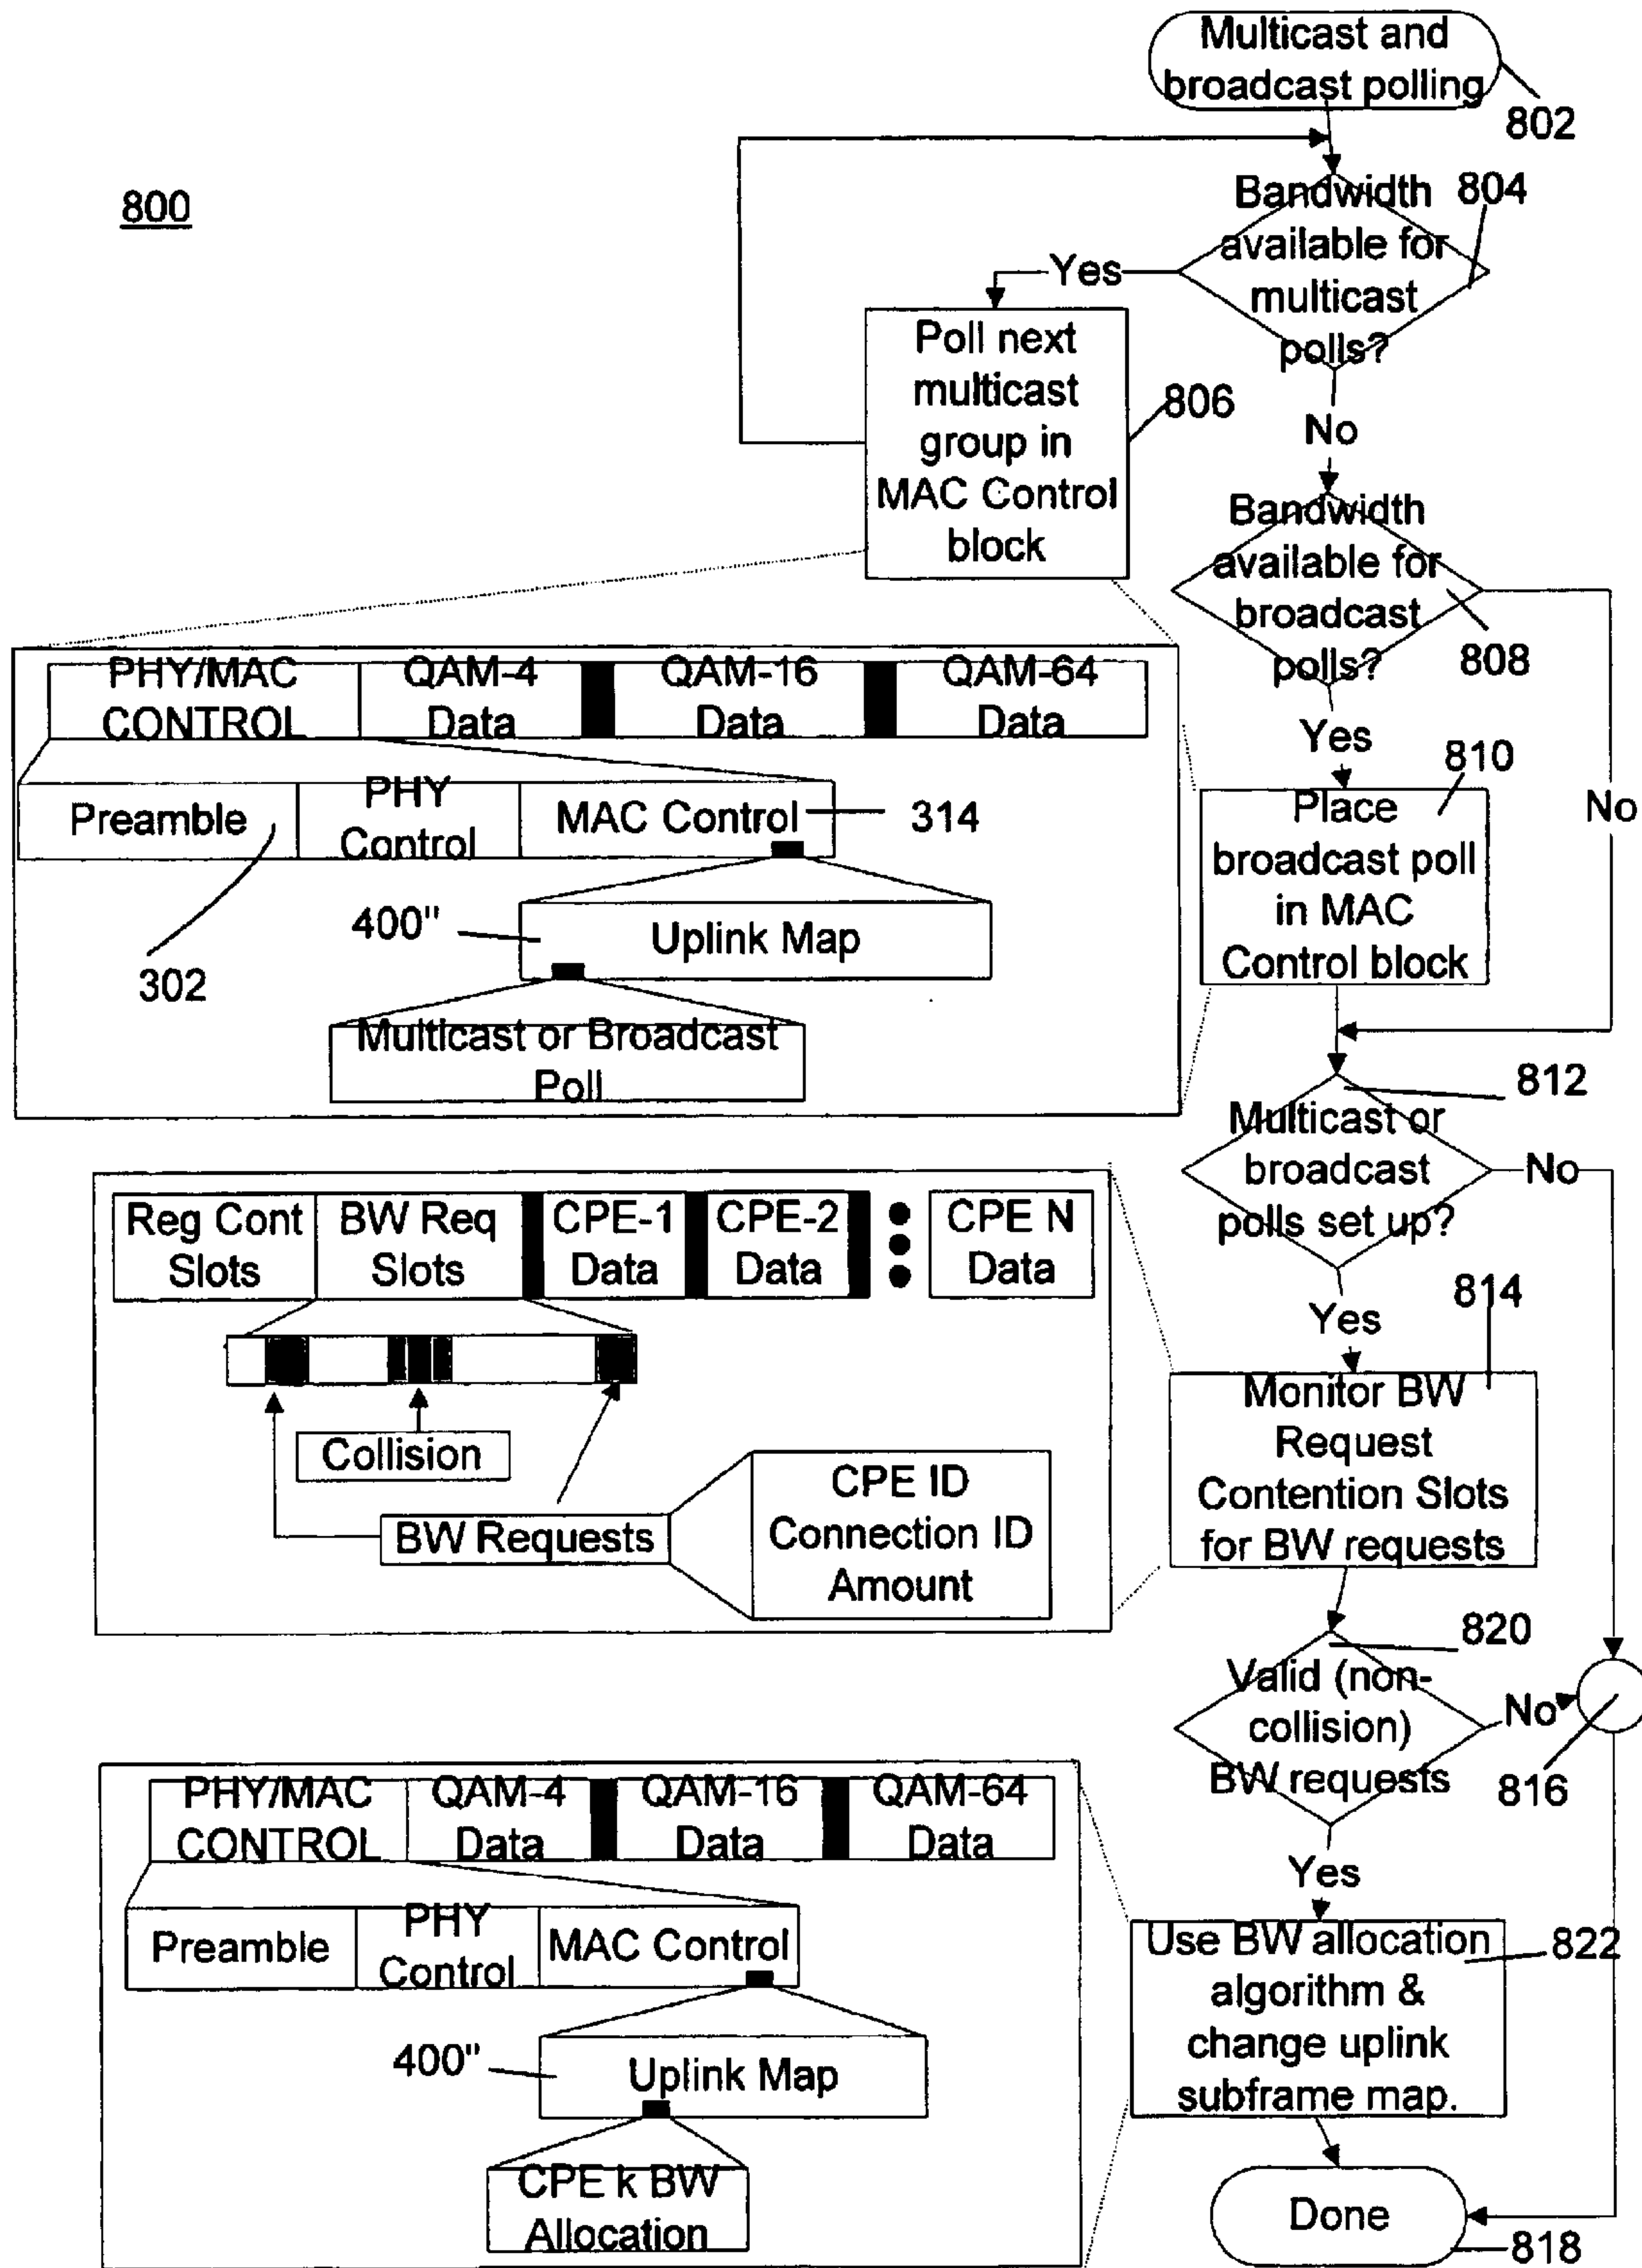 Multicast and
broadcast polling
802
800
Bandwidth
available for
multicast
polls?
804
Yes
Poll next
multicast
group in
MAC Control
block
806
No
Bandwidth
available for
broadcast
polls?
808
Yes
No
810
Place
broadcast poll
in MAC
Control block
PHY/MAC
CONTROL
QAM-4
Data
QAM-16
Data
QAM-64
Data
Preamble
PHY
Control
MAC Control
314
302
400"
Uplink Map
Multicast or Broadcast
Poll
812
Multicast or
broadcast
polls set up?
No
Yes
814
Monitor BW
Request
Contention Slots
for BW requests
Reg Cont
Slots
BW Req
Slots
CPE-1
Data
CPE-2
Data
CPE N
Data
Collision
BW Requests
CPE ID
Connection ID
Amount
820
Valid (non-
collision)
BW requests
No
816
Yes
Use BW allocation
algorithm &
change uplink
subframe map.
822
PHY/MAC
CONTROL
QAM-4
Data
QAM-16
Data
QAM-64
Data
Preamble
PHY
Control
MAC Control
400"
Uplink Map
CPE k BW
Allocation
Done
818